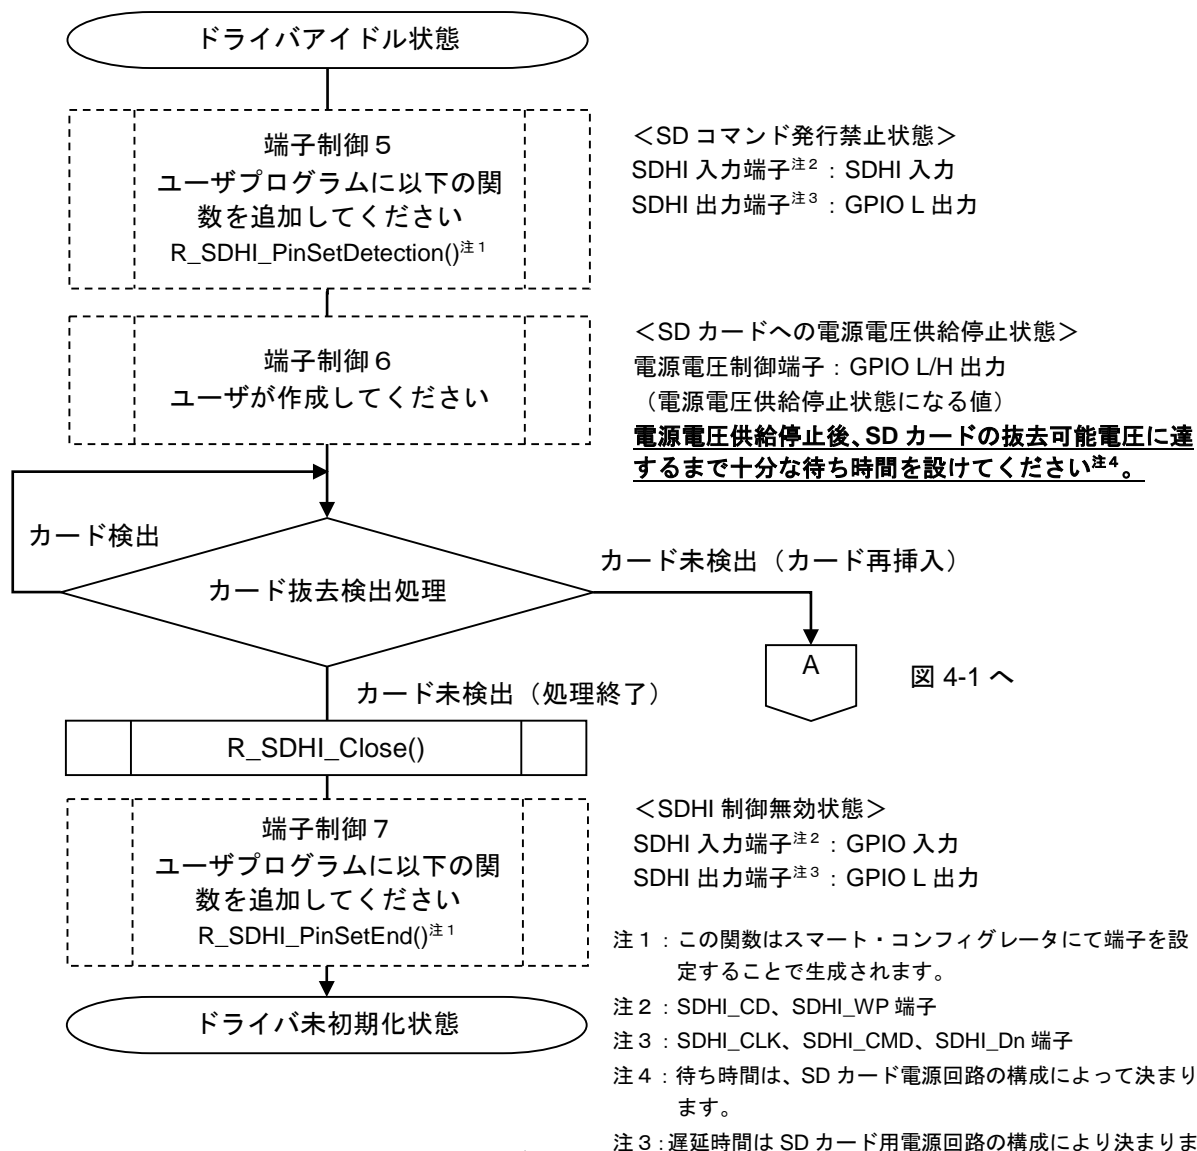 ドライバアイドル状態
端子制御５
ユーザプログラムに以下の関
数を追加してください
R_SDHI_PinSetDetection()注１
＜SD コマンド発行禁止状態＞
SDHI 入力端子注２：SDHI 入力
SDHI 出力端子注３：GPIO L 出力
端子制御６
ユーザが作成してください
＜SD カードへの電源電圧供給停止状態＞
電源電圧制御端子：GPIO L/H 出力
（電源電圧供給停止状態になる値）
電源電圧供給停止後、SD カードの抜去可能電圧に達
するまで十分な待ち時間を設けてください注４。
カード検出
カード抜去検出処理
カード未検出（カード再挿入）
A
図 4-1 へ
カード未検出（処理終了）
R_SDHI_Close()
端子制御７
ユーザプログラムに以下の関
数を追加してください
R_SDHI_PinSetEnd()注１
＜SDHI 制御無効状態＞
SDHI 入力端子注２：GPIO 入力
SDHI 出力端子注３：GPIO L 出力
ドライバ未初期化状態
注１：この関数はスマート・コンフィグレータにて端子を設
定することで生成されます。
注２：SDHI_CD、SDHI_WP 端子
注３：SDHI_CLK、SDHI_CMD、SDHI_Dn 端子
注４：待ち時間は、SD カード電源回路の構成によって決まり
ます。
注３：遅延時間は SD カード用電源回路の構成により決まりま